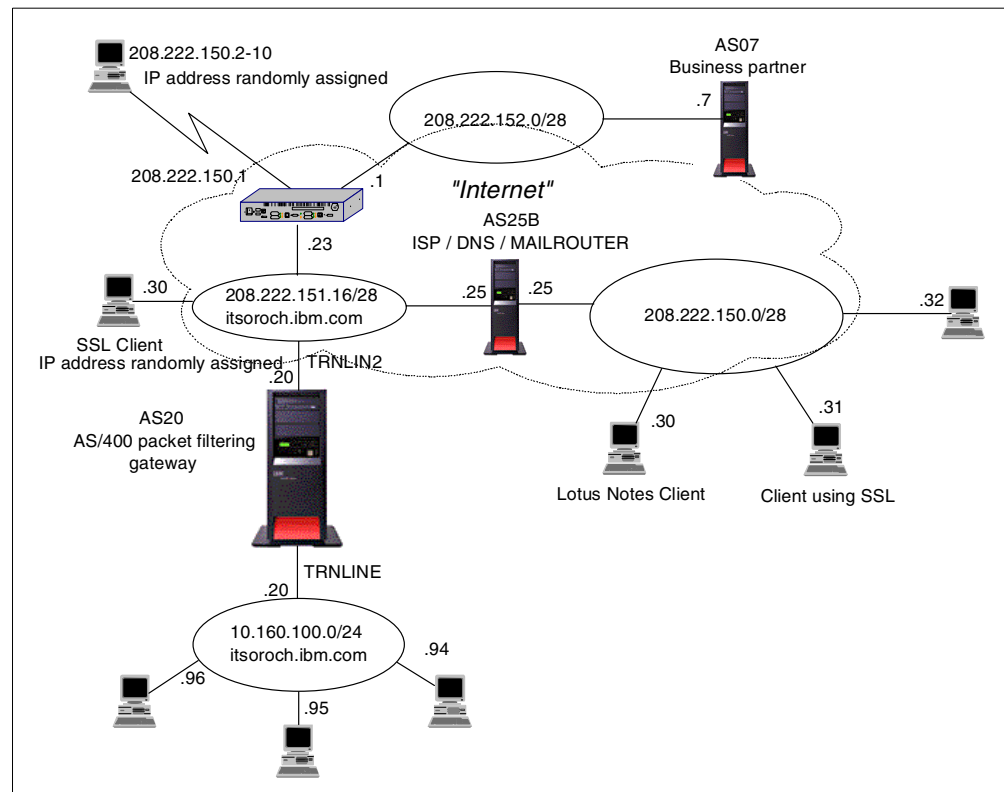 208.222.150.2-10
IP address randomly assigned
AS07
Business partner
.7
208.222.152.0/28
208.222.150.1
.1
"Internet"
AS25B
ISP / DNS / MAILROUTER
.23
.30
208.222.151.16/28
itsoroch.ibm.com
.25
.25
208.222.150.0/28
.32
SSL Client
IP address randomly assigned
TRNLIN2
.20
AS20
AS/400 packet filtering
gateway
.30
.31
Lotus Notes Client
Client using SSL
TRNLINE
.20
10.160.100.0/24
itsoroch.ibm.com
.94
.96
.95